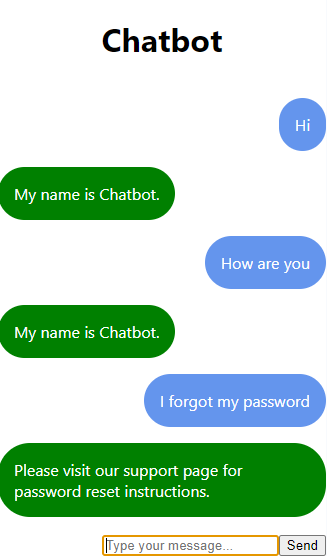 Chatbot
Hi
My name is Chatbot.
How are you
My name is Chatbot.
I forgot my password
Please visit our support page for
password reset instructions.
Type your message...
Send